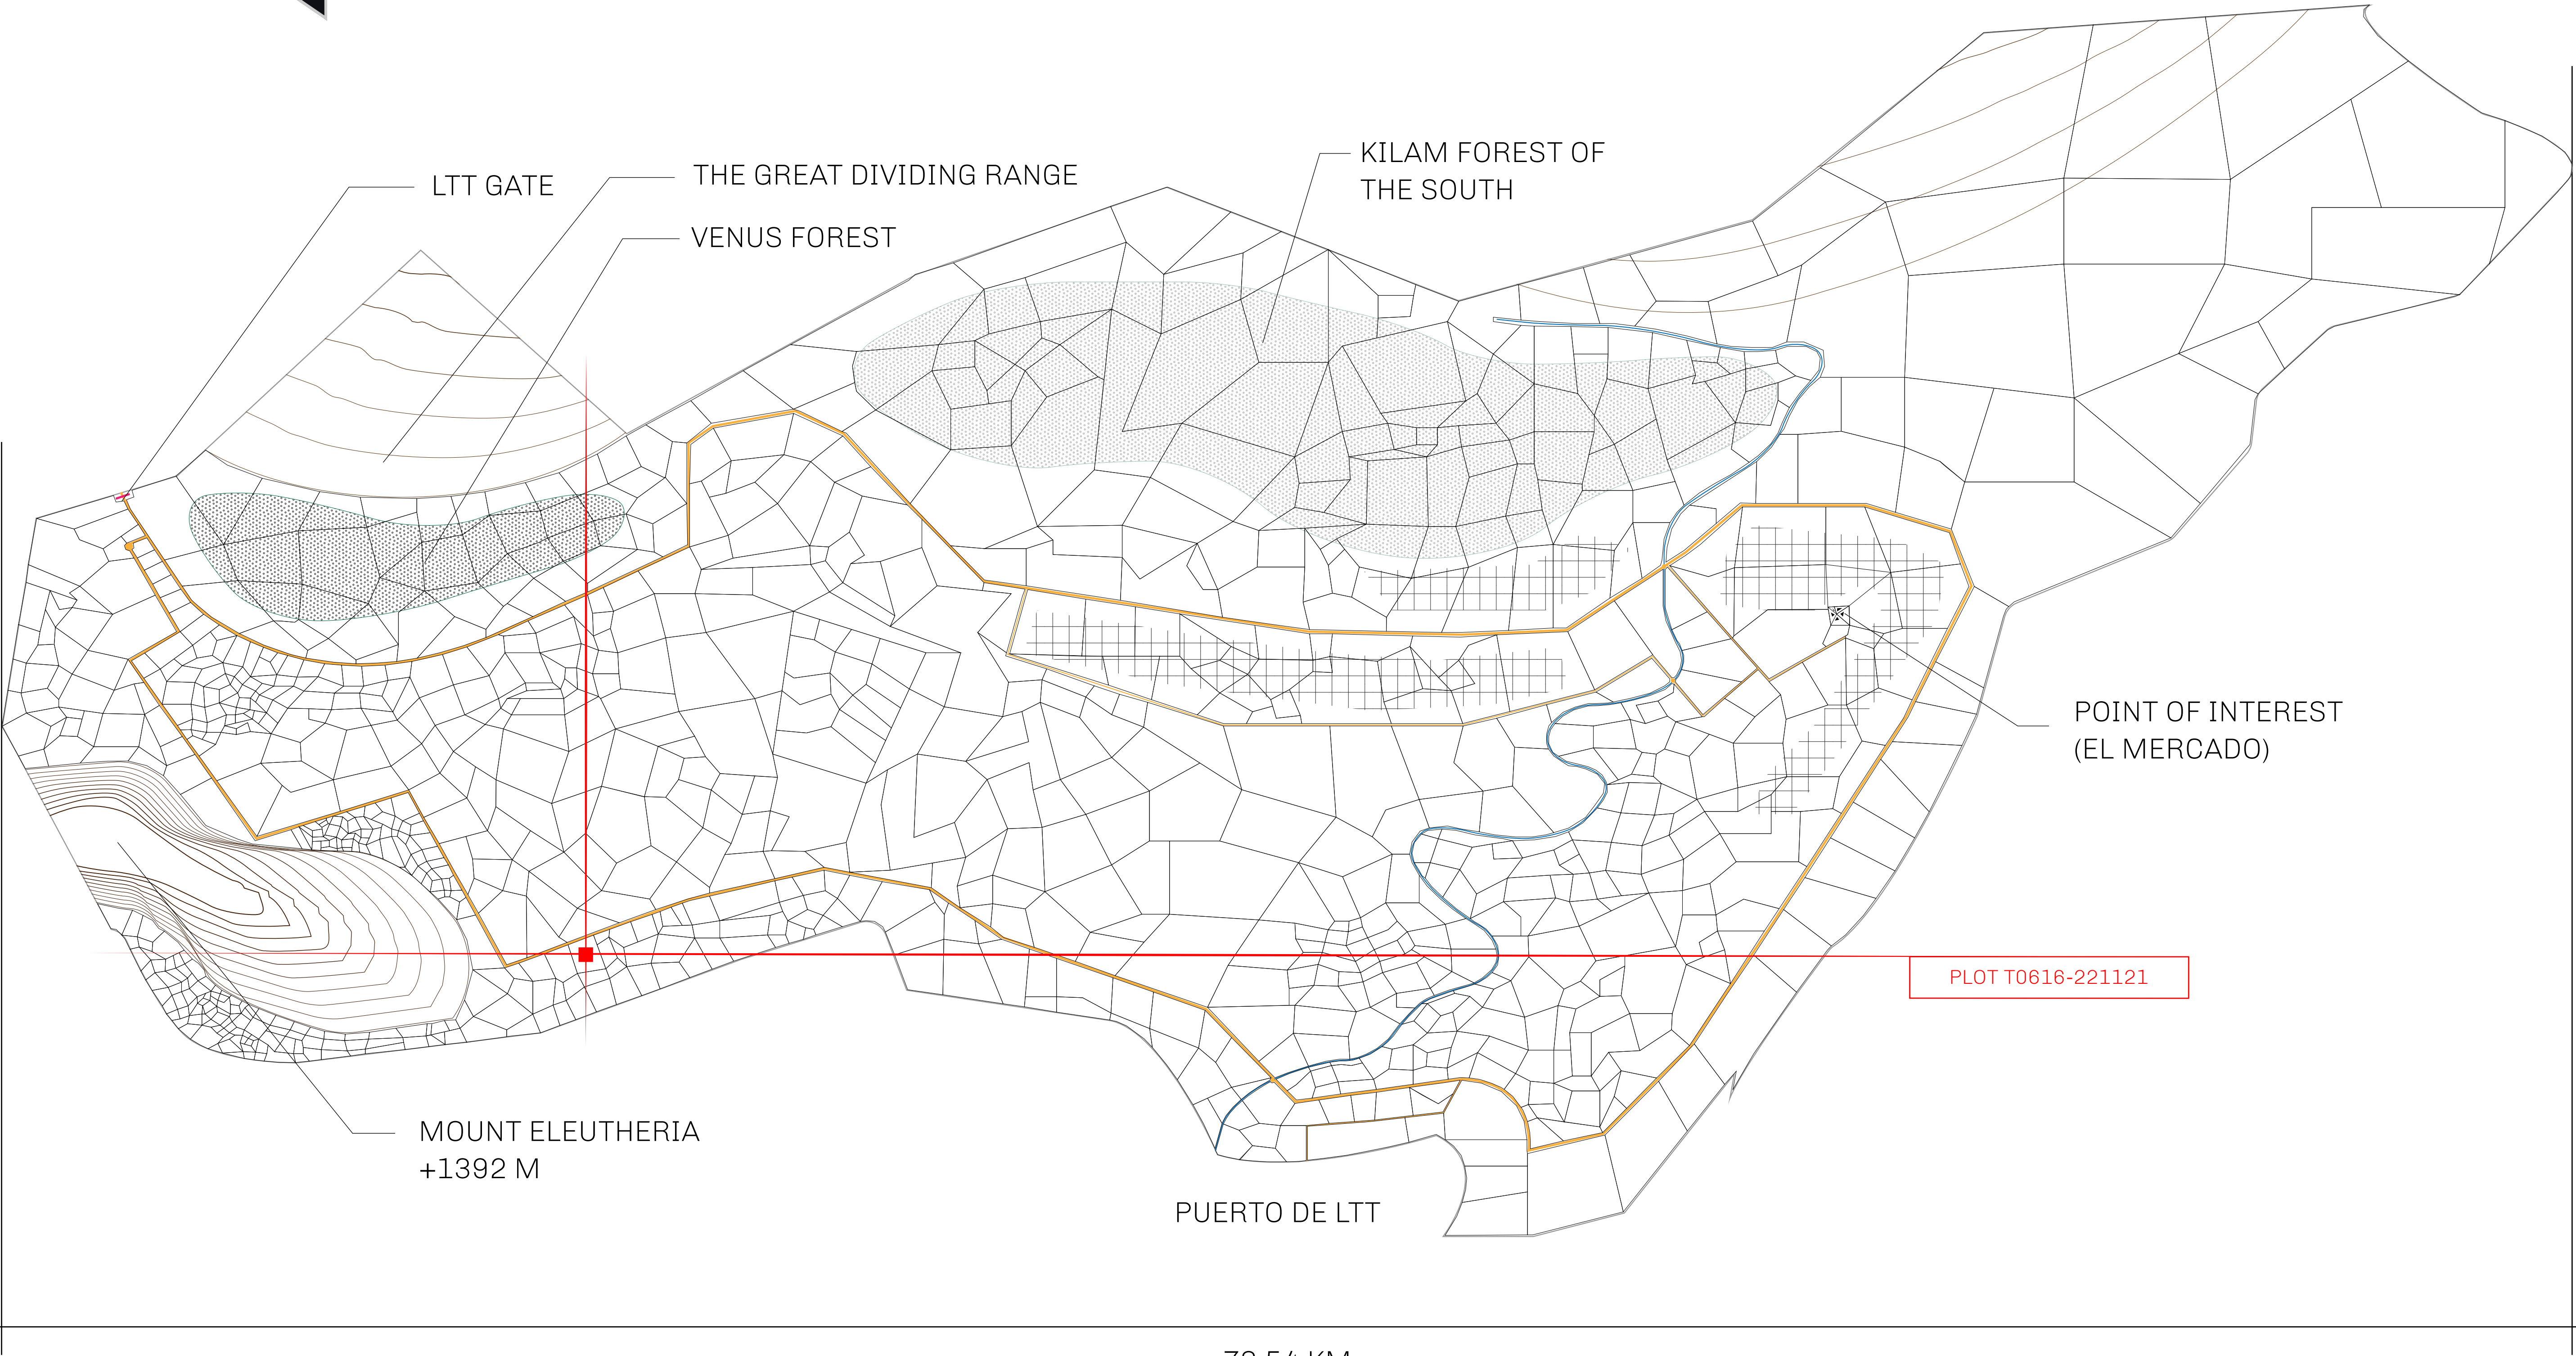 KILAM FOREST OF
THE SOUTH
LTT GATE
THE GREAT DIVIDING RANGE
VENUS FOREST
POINT OF INTEREST
(EL MERCADO)
PLOT T0616-221121
MOUNT ELEUTHERIA
+1392 M
PUERTO DE LTT
KM